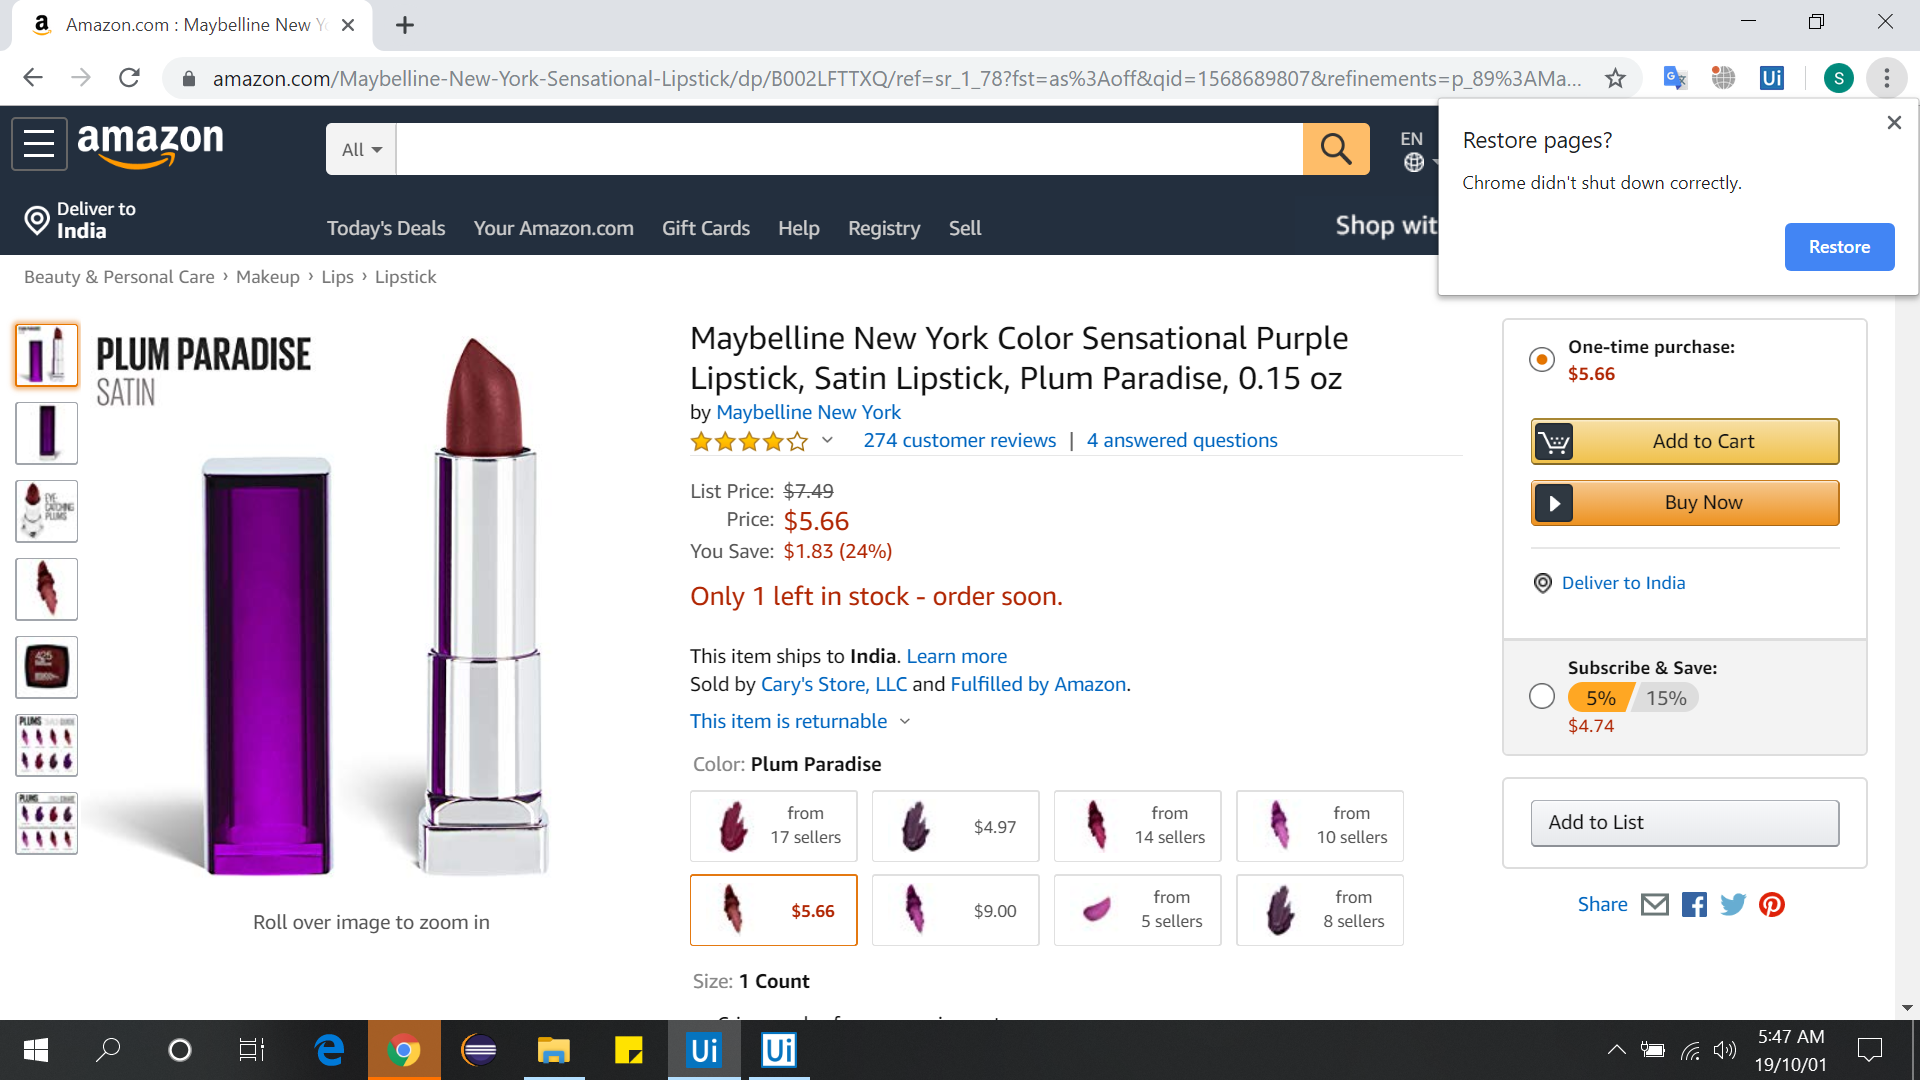 Amazon.com : Maybelline New Y
amazon.com/Maybelline-New-York-Sensational-Lipstick/dp/B002LFTTXQ/ref=sr_1_78?fst=as%3Aoff&qid=1568689807&refinements=p_89%3AMa...
S
Ui
Restore pages?
Chrome didn't shut down correctly.
Restore
amazon
All
EN
Deliver to
India
Today's Deals
Your Amazon.com
Gift Cards
Help
Registry
Sell
Shop wit
Beauty & Personal Care › Makeup › Lips › Lipstick
PLUM PARADISE
SATIN
EYE-
CATCHING
PLUMS
425
PLUMS
PLUMS
Roll over image to zoom in
Maybelline New York Color Sensational Purple
Lipstick, Satin Lipstick, Plum Paradise, 0.15 oz
by Maybelline New York
274 customer reviews | 4 answered questions
List Price: $7.49
Price: $5.66
You Save: $1.83 (24%)
Only 1 left in stock - order soon.
This item ships to India. Learn more
Sold by Cary's Store, LLC and Fulfilled by Amazon.
This item is returnable
Color: Plum Paradise
from
17 sellers
$4.97
from
14 sellers
from
10 sellers
$5.66
$9.00
from
5 sellers
from
8 sellers
Size: 1 Count
One-time purchase:
$5.66
Add to Cart
Buy Now
Deliver to India
Subscribe & Save:
5% 15%
$4.74
Add to List
Share
Ui
Ui
5:47 AM
19/10/01